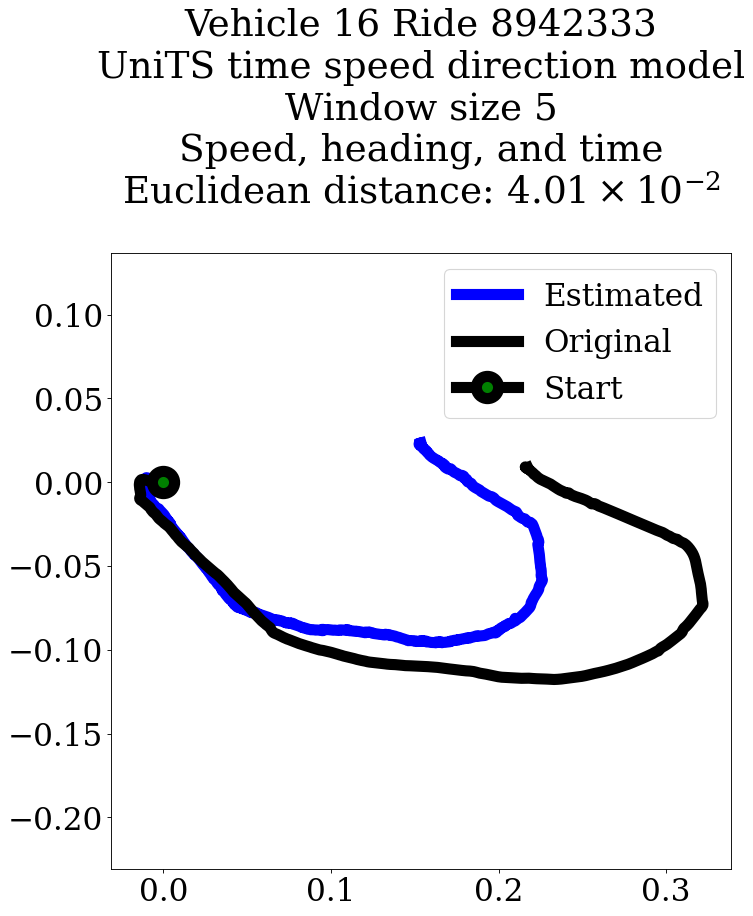 Vehicle 16 Ride 8942333
UniTS time speed direction model
Window size 5
Speed, heading, and time
Euclidean distance: 4.01 × 10⁻²
Estimated
Original
Start
0.10
0.05
0.00
−0.05
−0.10
−0.15
−0.20
0.0 0.1 0.2 0.3